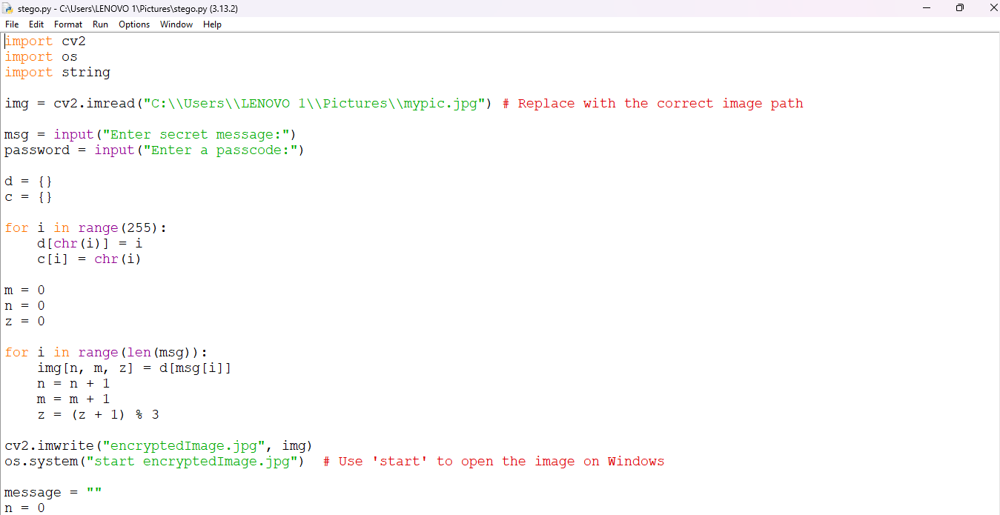 stego.py - C:\Users\LENOVO 1\Pictures\stego.py (3.13.2)
File Edit Format Run Options Window Help
import cv2
import os
import string

img = cv2.imread("C:\\Users\\LENOVO 1\\Pictures\\mypic.jpg") # Replace with the correct image path

msg = input("Enter secret message:")
password = input("Enter a passcode:")

d = {}
c = {}

for i in range(255):
    d[chr(i)] = i
    c[i] = chr(i)

m = 0
n = 0
z = 0

for i in range(len(msg)):
    img[n, m, z] = d[msg[i]]
    n = n + 1
    m = m + 1
    z = (z + 1) % 3

cv2.imwrite("encryptedImage.jpg", img)
os.system("start encryptedImage.jpg")  # Use 'start' to open the image on Windows

message = ""
n = 0